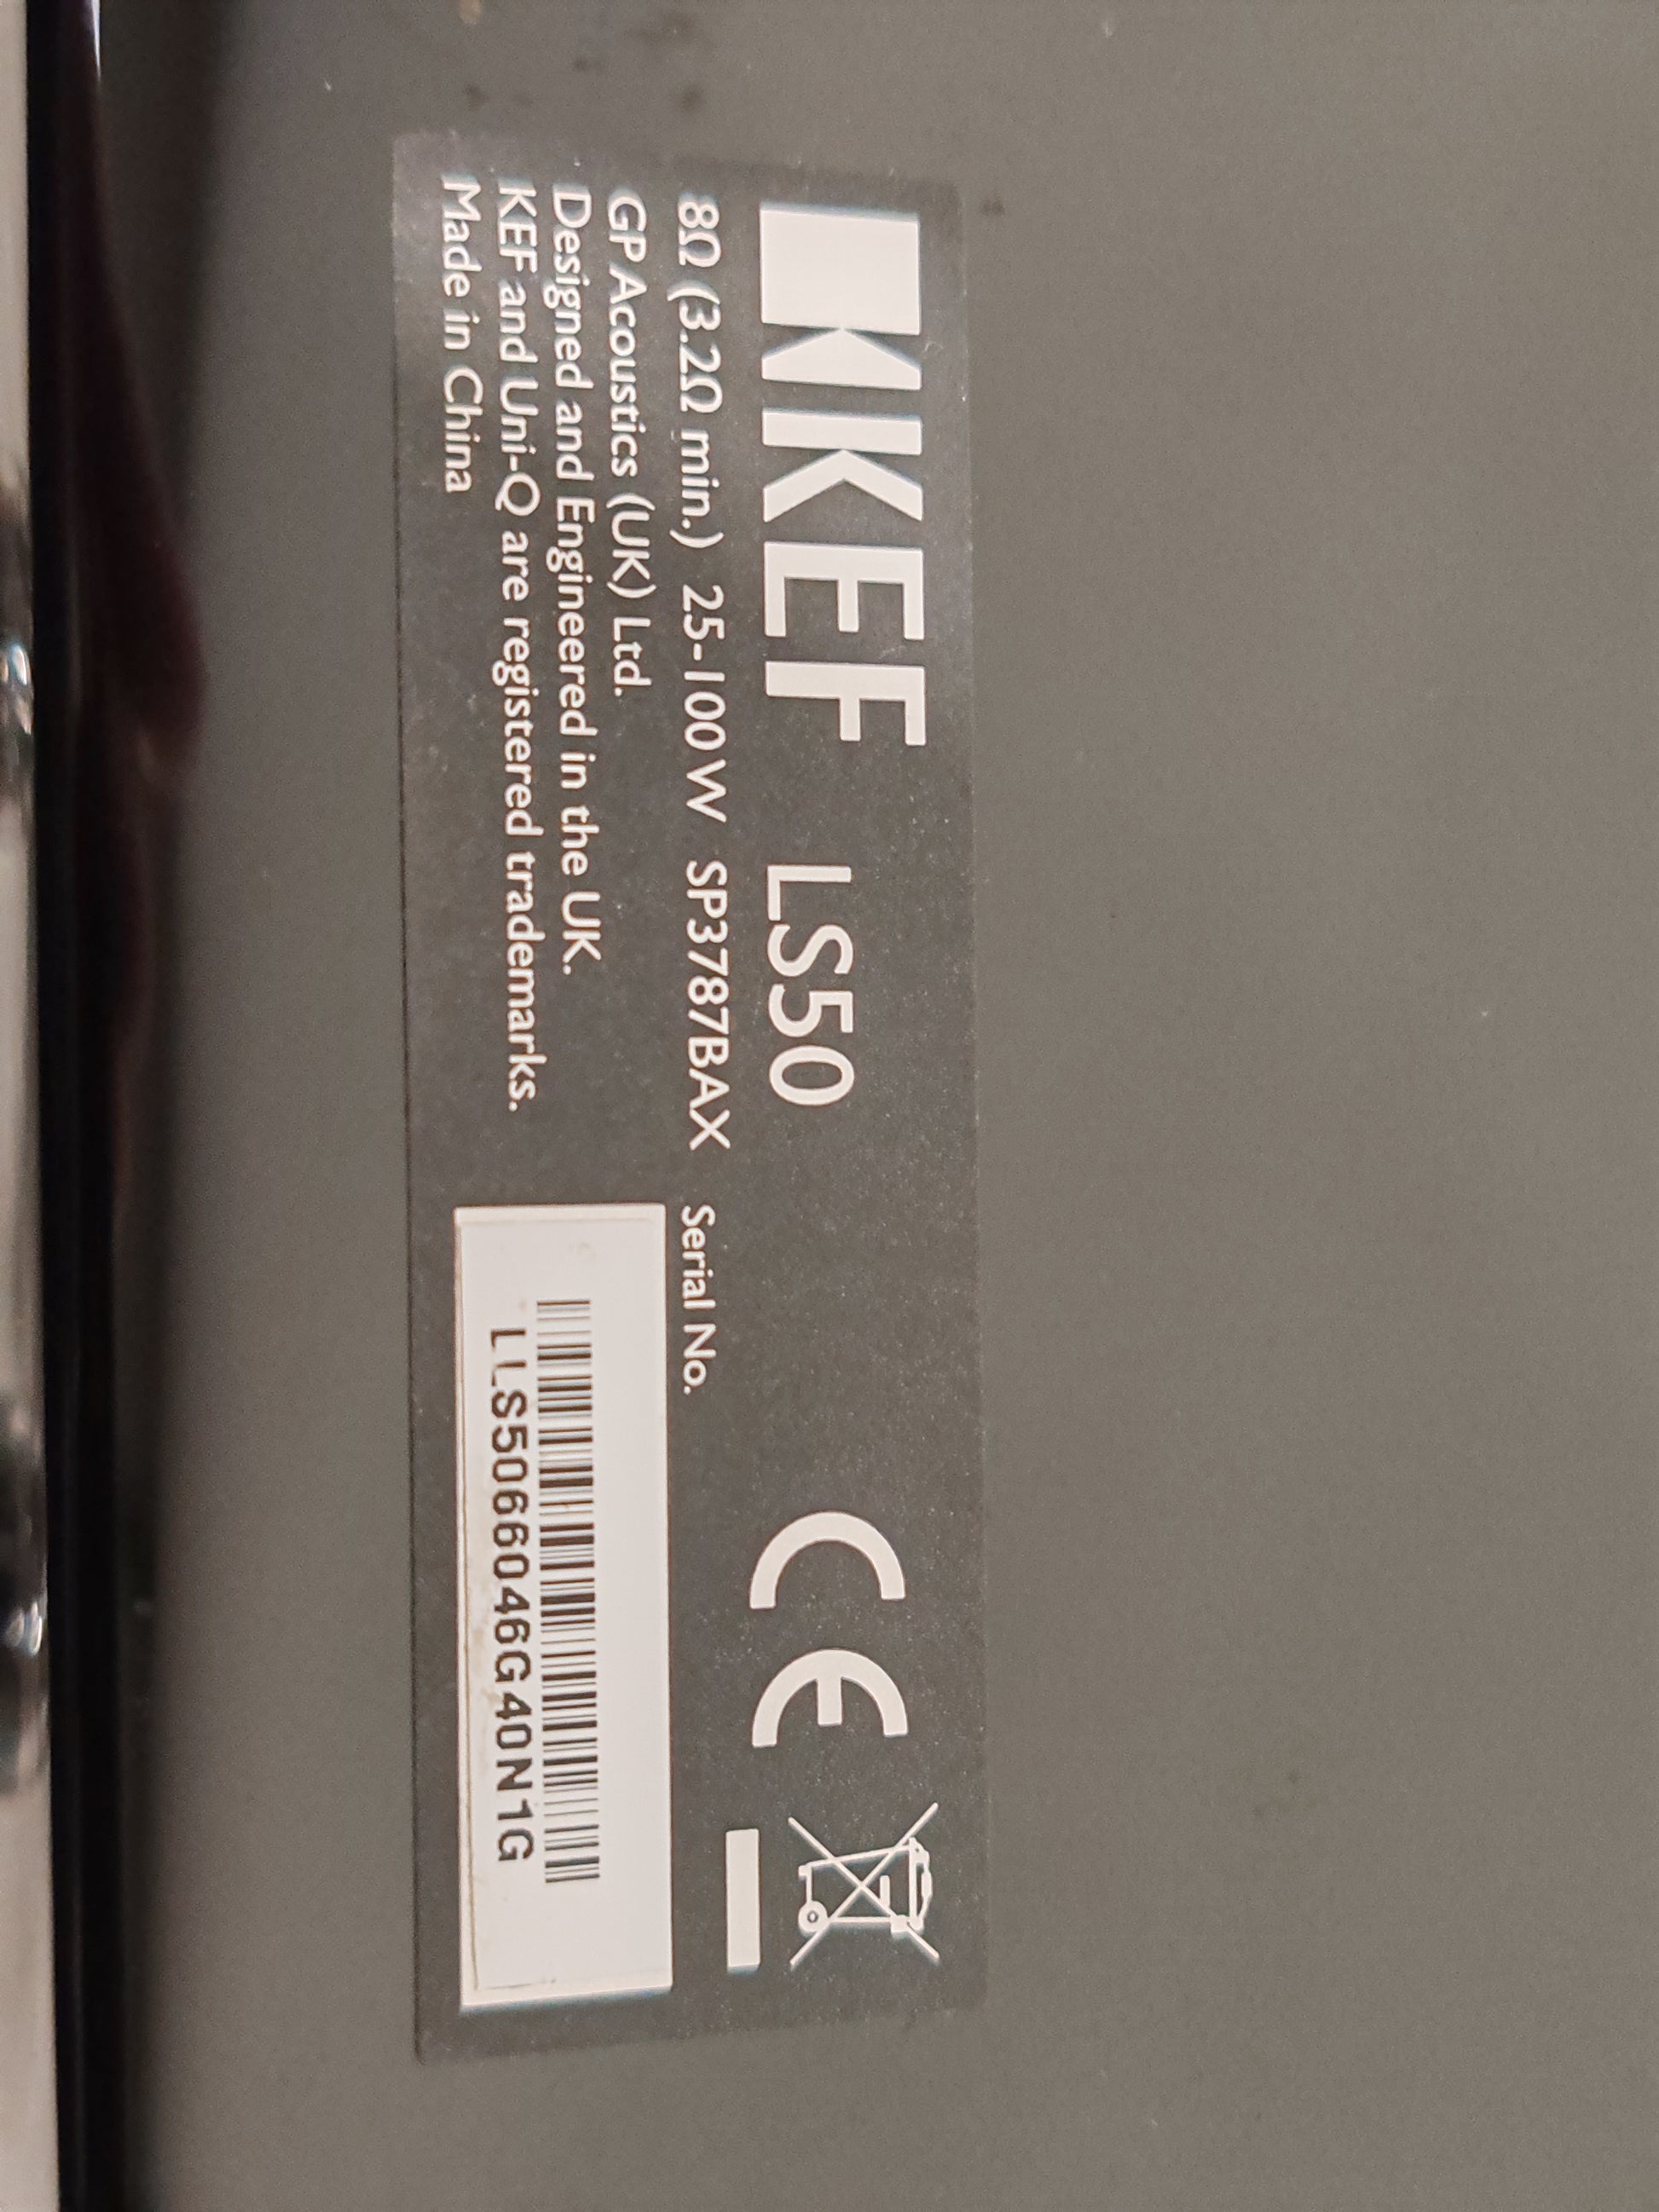 KEF LS50
8Ω (3.2Ω min.) 25-100W SP3787BAX Serial No.
GP Acoustics (UK) Ltd.
Designed and Engineered in the UK.
KEF and Uni-Q are registered trademarks.
Made in China
CE
LLS5066046G40N1G